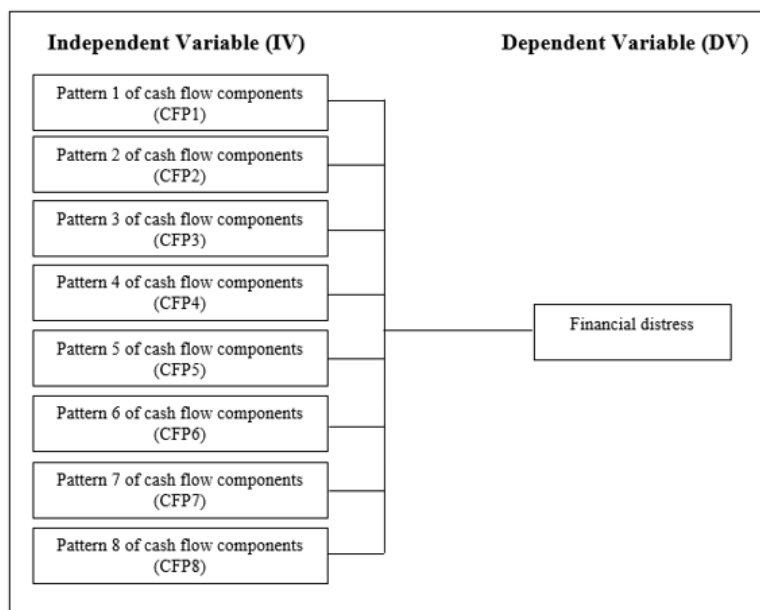 Independent Variable (IV)
Dependent Variable (DV)
Pattern 1 of cash flow components
(CFP1)
Pattern 2 of cash flow components
(CFP2)
Pattern 3 of cash flow components
(CFP3)
Pattern 4 of cash flow components
(CFP4)
Pattern 5 of cash flow components
(CFP5)
Pattern 6 of cash flow components
(CFP6)
Pattern 7 of cash flow components
(CFP7)
Pattern 8 of cash flow components
(CFP8)
Financial distress